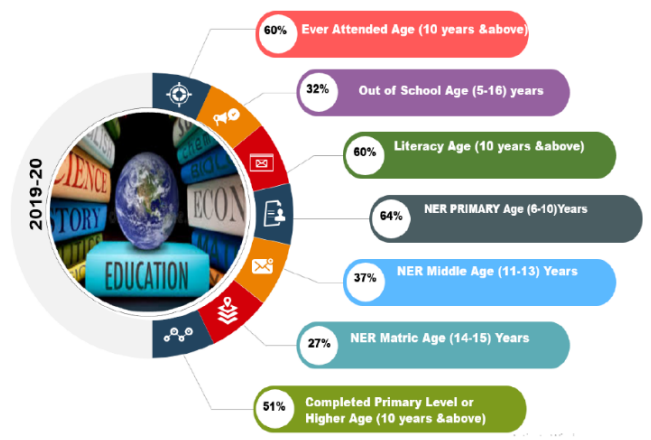 60%
Ever Attended Age (10 years &above)
32%
Out of School Age (5-16) years
60%
Literacy Age (10 years &above)
64%
NER PRIMARY Age (6-10)Years
37%
NER Middle Age (11-13) Years
27%
NER Matric Age (14-15) Years
51%
Completed Primary Level or
Higher Age (10 years &above)
2019-20
SCIENCE
ECON
EDUCATION